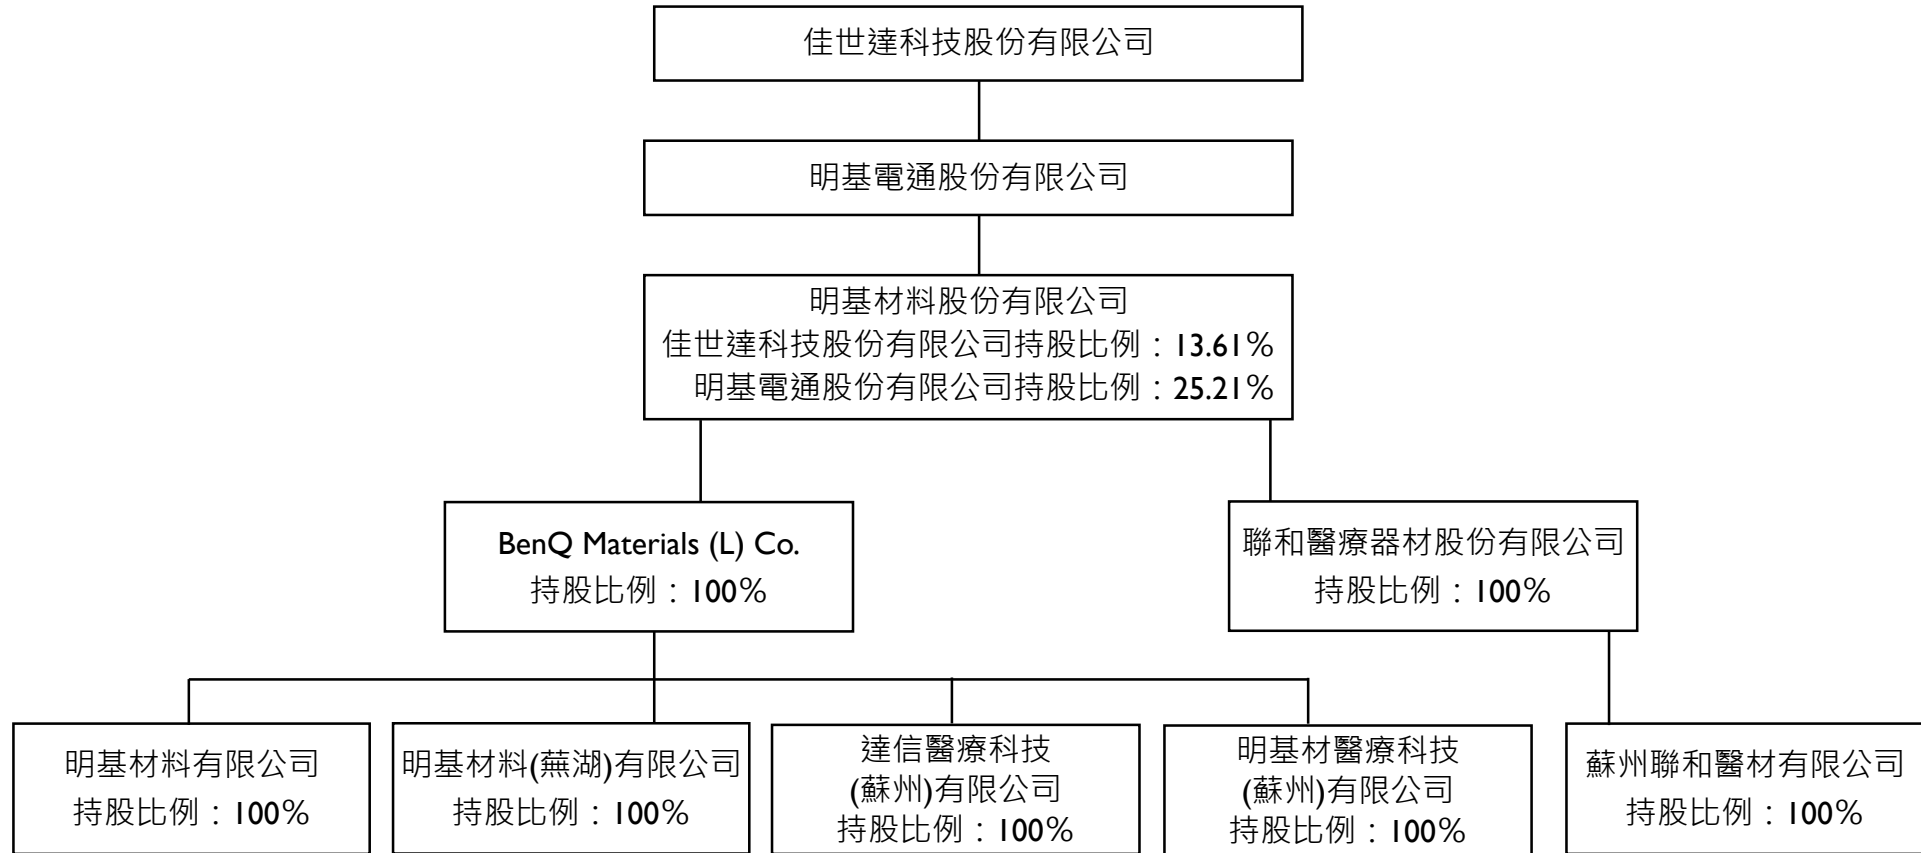 佳世達科技股份有限公司
明基電通股份有限公司
明基材料股份有限公司
佳世達科技股份有限公司持股比例：13.61%
明基電通股份有限公司持股比例：25.21%
BenQ Materials (L) Co.
持股比例：100%
聯和醫療器材股份有限公司
持股比例：100%
明基材料有限公司
持股比例：100%
明基材料(蕪湖)有限公司
持股比例：100%
達信醫療科技
(蘇州)有限公司
持股比例：100%
明基材醫療科技
(蘇州)有限公司
持股比例：100%
蘇州聯和醫材有限公司
持股比例：100%